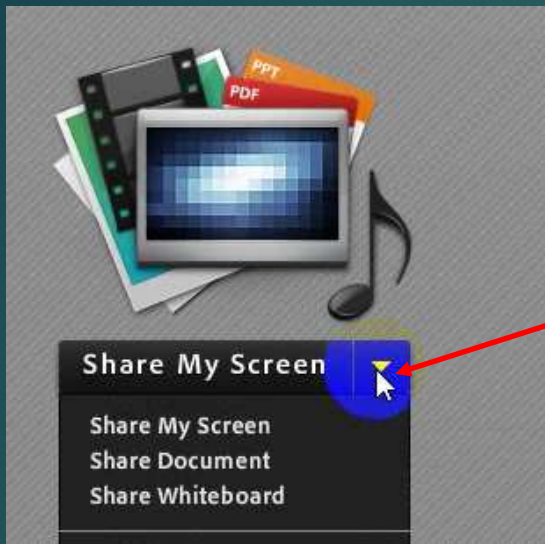 PPT
PDF
Share My Screen
Share My Screen
Share Document
Share Whiteboard